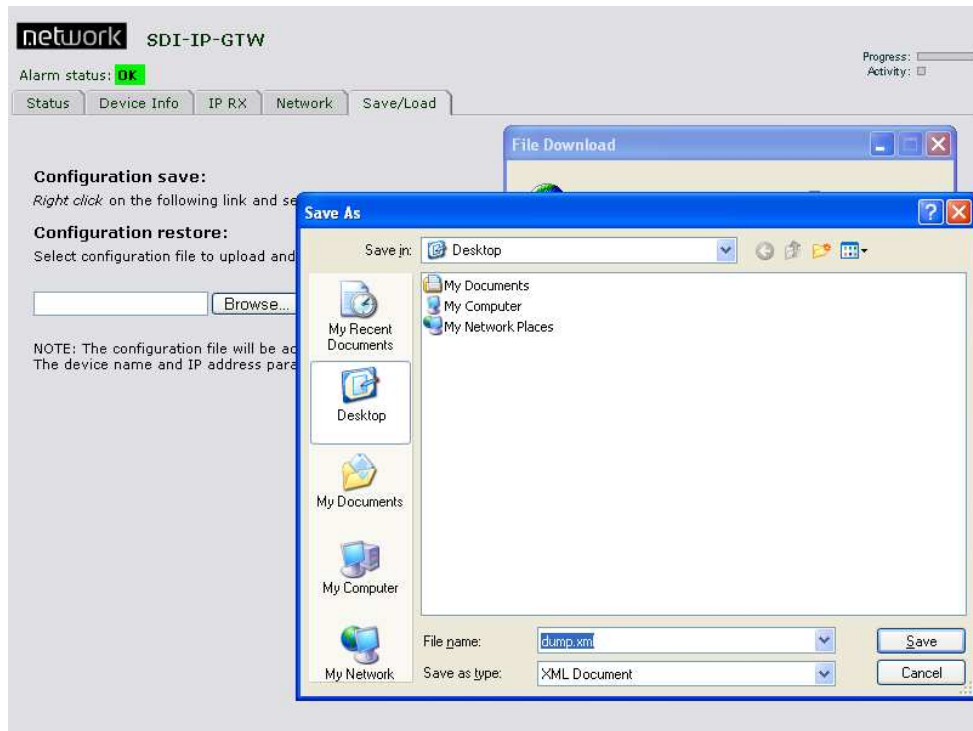 network SDI-IP-GTW
Progress:
Alarm status: OK
Activity:
Status Device Info IP RX Network Save/Load
File Download
Configuration save:
Right click on the following link and se
Save As
Configuration restore:
Select configuration file to upload and
Save in: Desktop
My Documents
My Computer
My Network Places
Browse...
My Recent
Documents
NOTE: The configuration file will be ac
The device name and IP address para
Desktop
My Documents
My Computer
My Network
File name: dump.xml
Save
Save as type: XML Document
Cancel